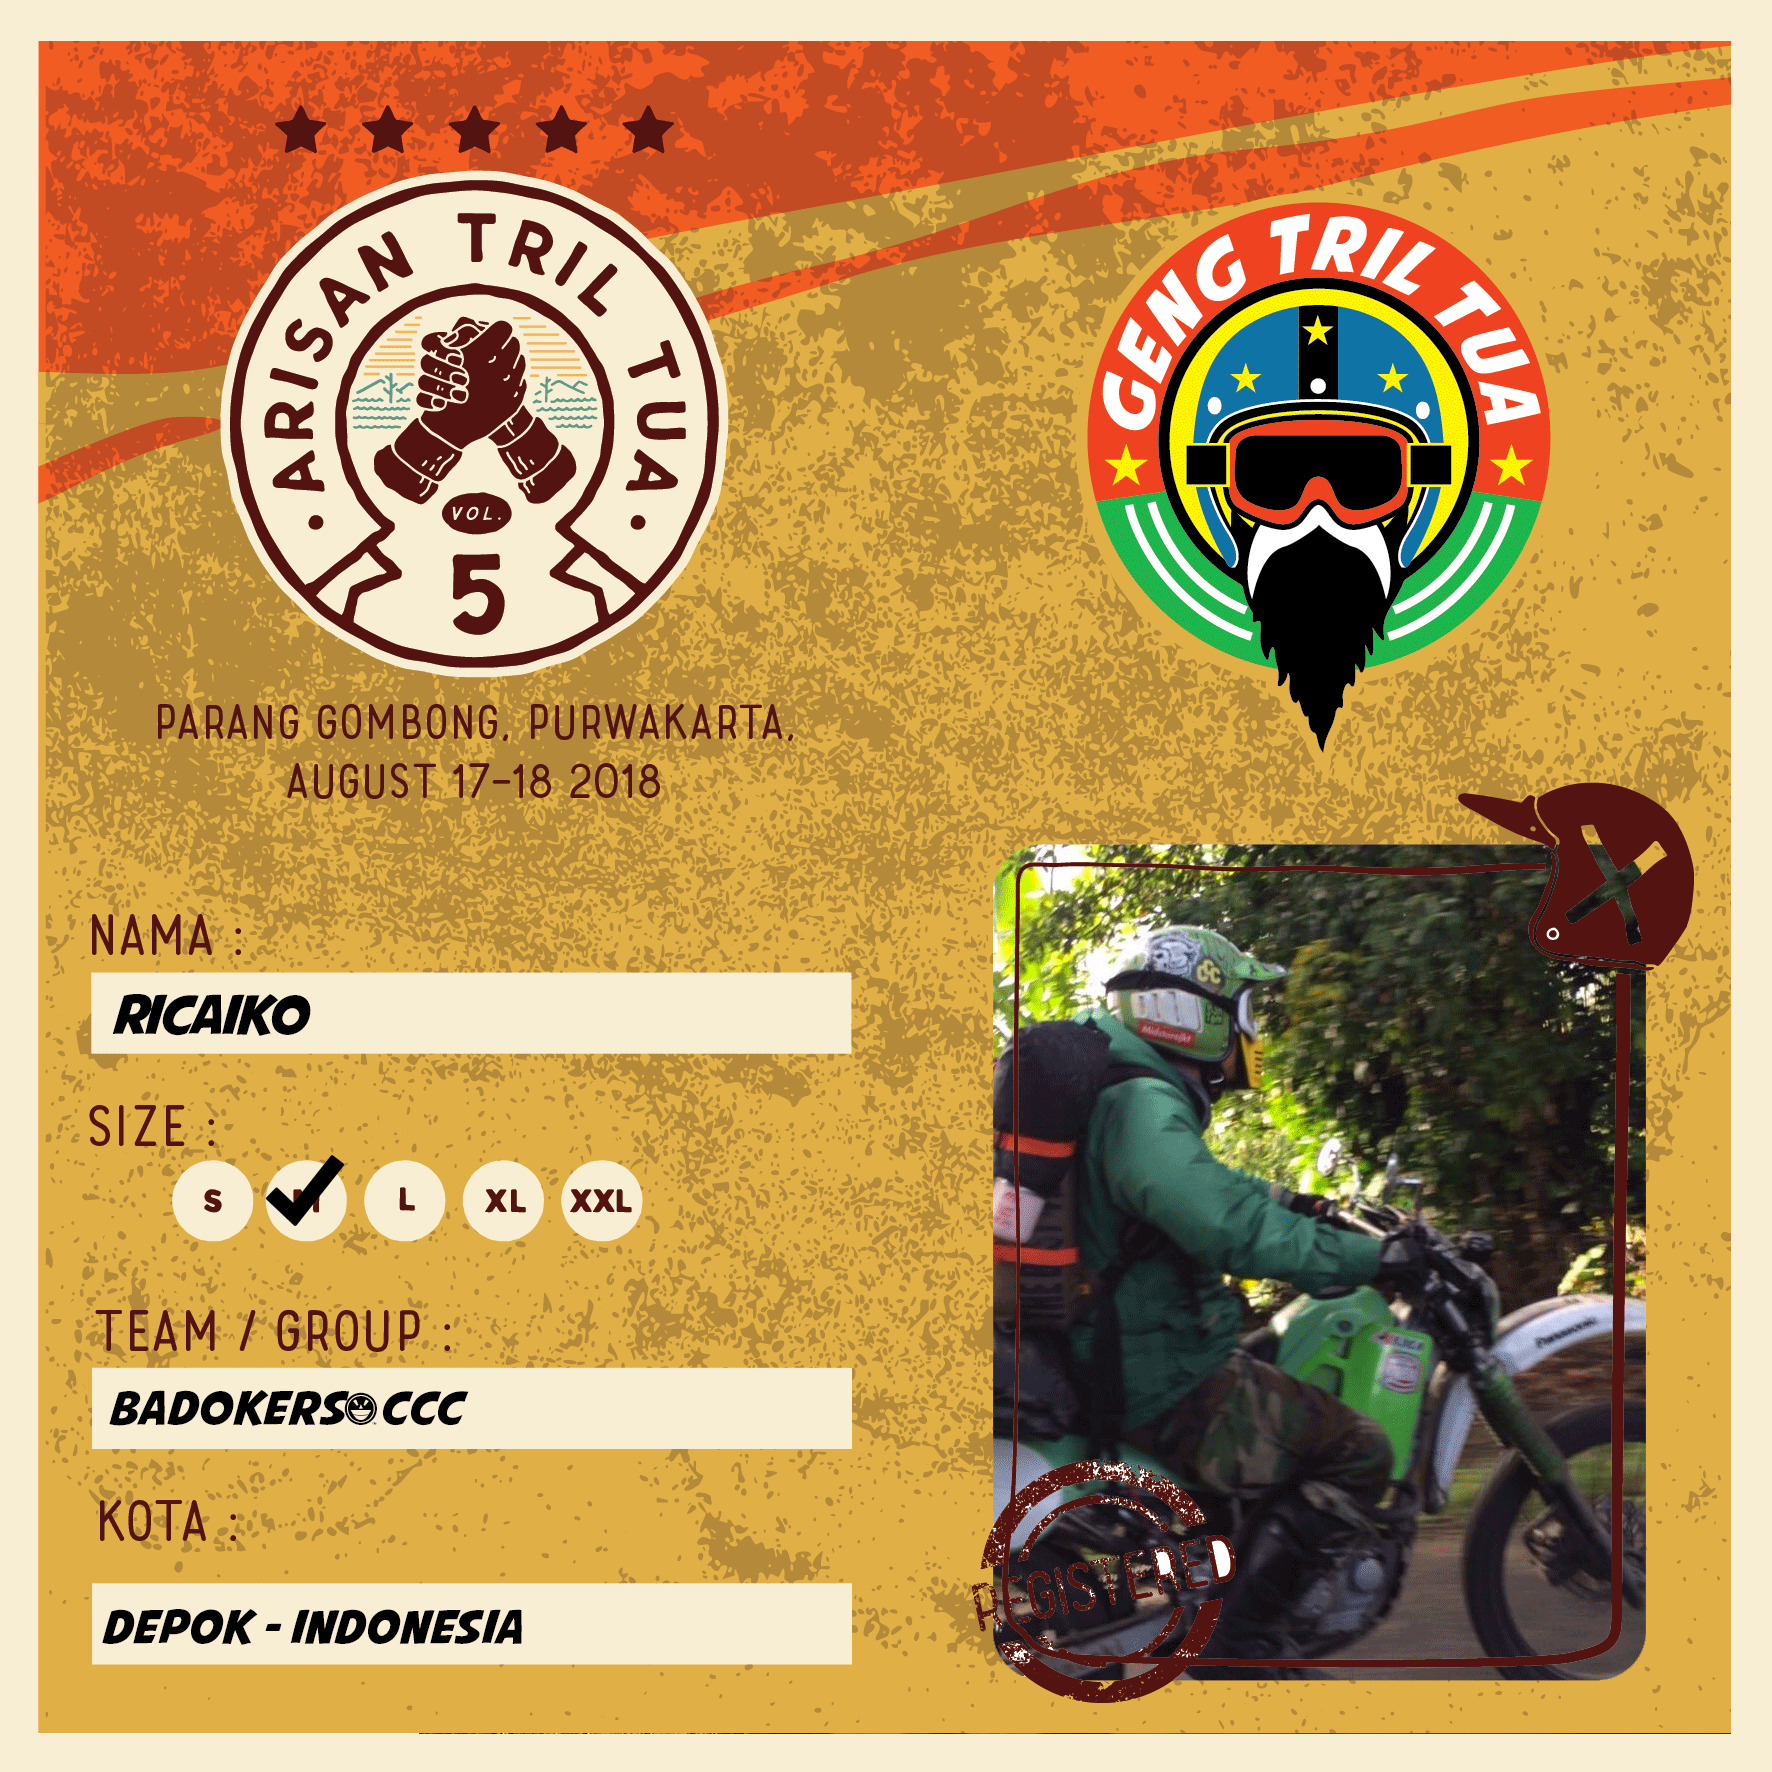 ARISAN TRIL TUA
VOL.
5
GENG TRIL TUA
PARANG GOMBONG, PURWAKARTA,
AUGUST 17-18 2018
NAMA :
RICAIKO
SIZE :
S M L XL XXL
TEAM / GROUP :
BADOKERS CCC
KOTA :
DEPOK - INDONESIA
REGISTERED